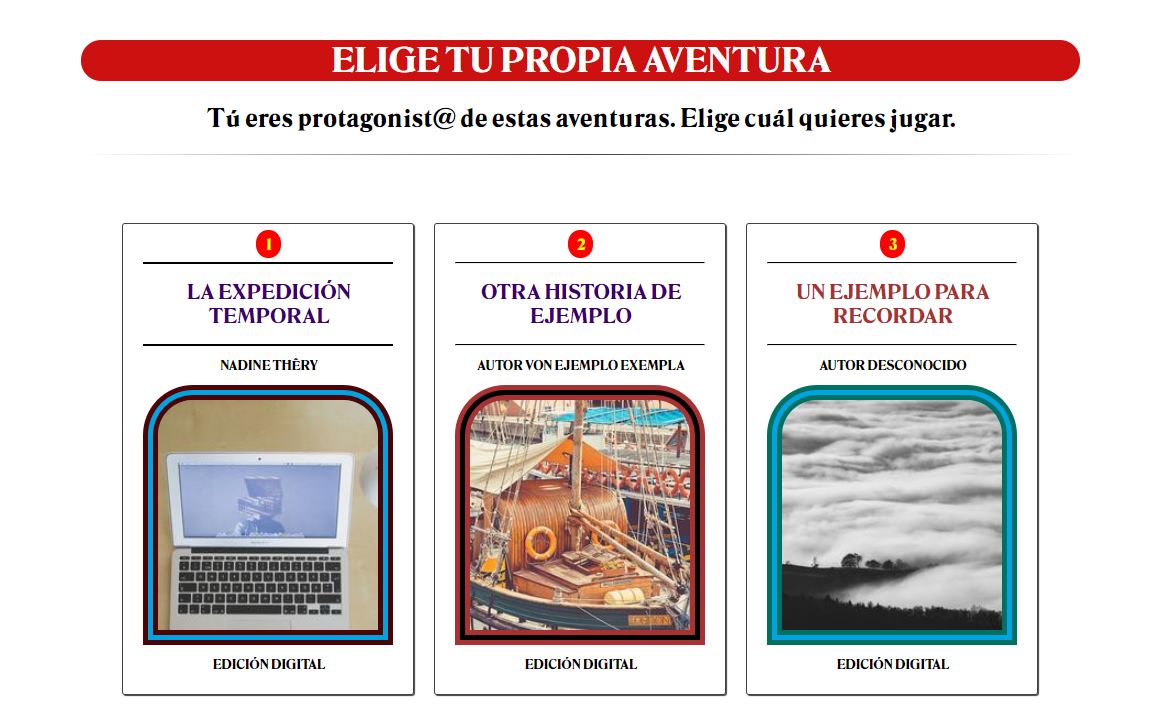 ELIGE TU PROPIA AVENTURA
Tú eres protagonist@ de estas aventuras. Elige cuál quieres jugar.
1
LA EXPEDICIÓN
TEMPORAL
NADINE THÉRY
EDICIÓN DIGITAL
2
OTRA HISTORIA DE
EJEMPLO
AUTOR VON EJEMPLO EXEMPLA
EDICIÓN DIGITAL
3
UN EJEMPLO PARA
RECORDAR
AUTOR DESCONOCIDO
EDICIÓN DIGITAL